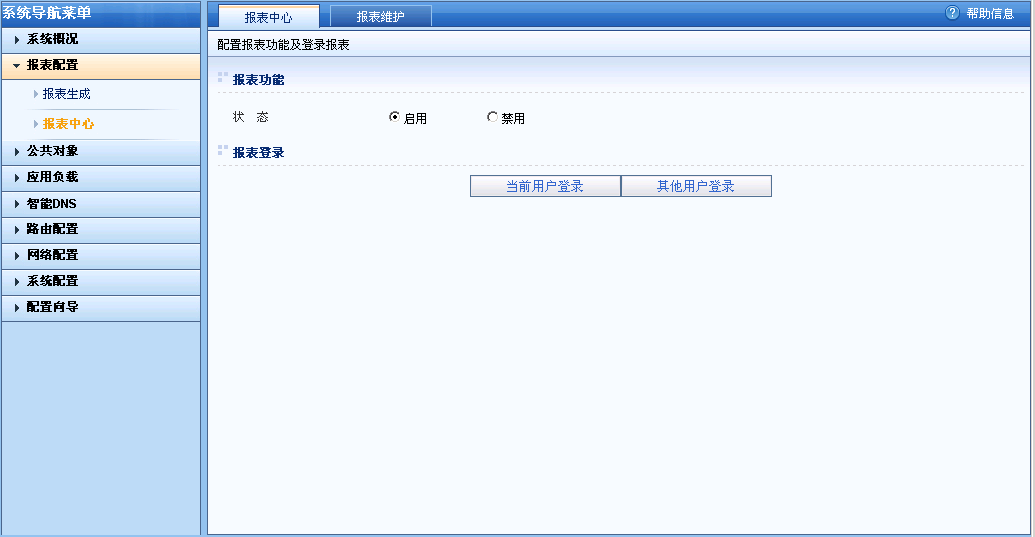 系统导航菜单
系统概况
报表配置
报表生成
报表中心
公共对象
应用负载
智能DNS
路由配置
网络配置
系统配置
配置向导
报表中心 报表维护
? 帮助信息
配置报表功能及登录报表
报表功能
状 态 启用 禁用
报表登录
当前用户登录 其他用户登录